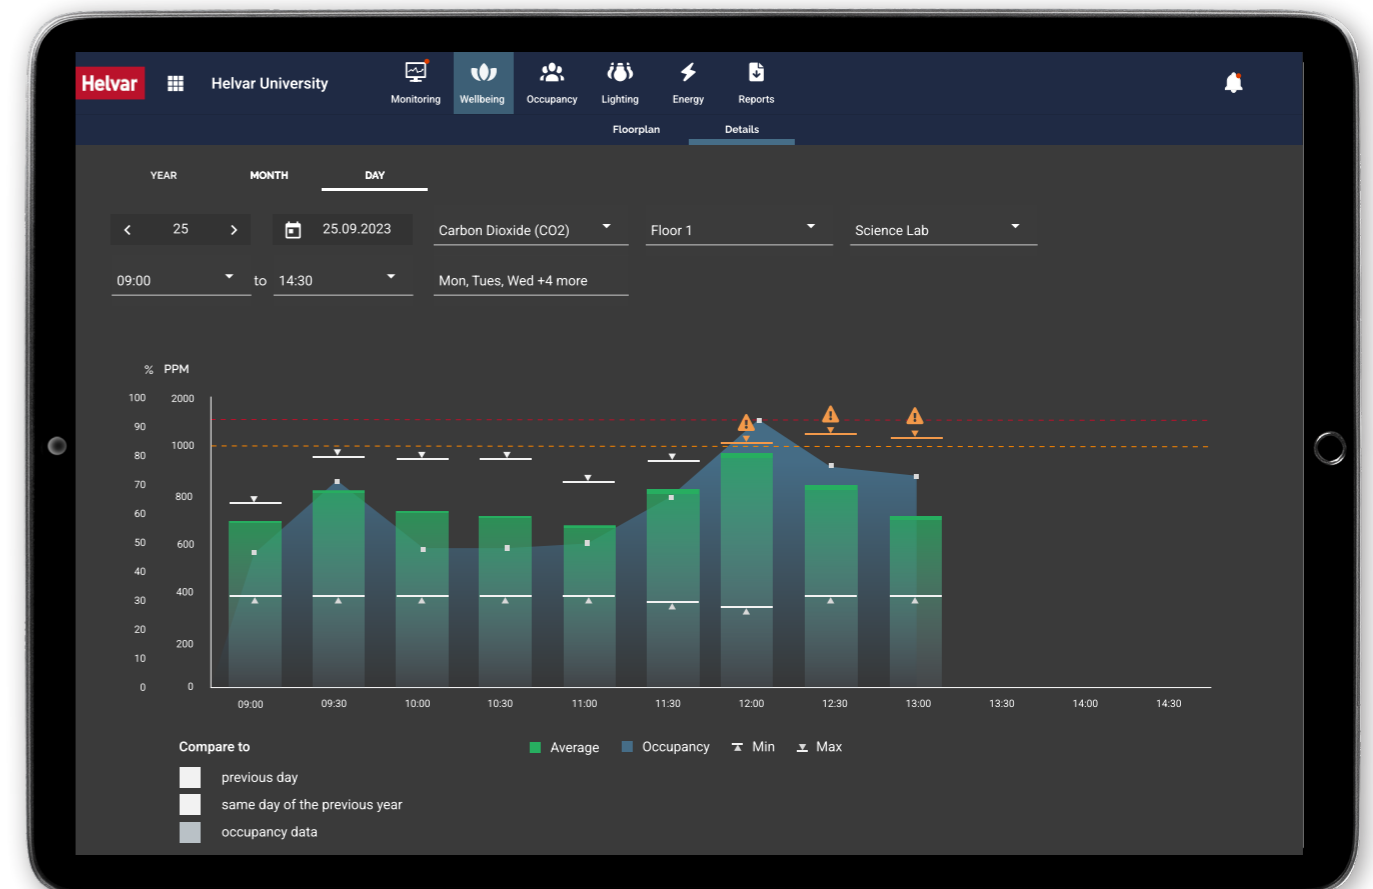 Helvar
Helvar University
Monitoring
Wellbeing
Occupancy
Lighting
Energy
Reports
Floorplan
Details
YEAR
MONTH
DAY
25
25.09.2023
Carbon Dioxide (CO2)
Floor 1
Science Lab
09:00
to
14:30
Mon, Tues, Wed +4 more
% PPM
100 2000
90
80 1000
70 800
60
50 600
40 400
30
20 200
10
0 0
09:00 09:30 10:00 10:30 11:00 11:30 12:00 12:30 13:00 13:30 14:00 14:30
Compare to
Average
Occupancy
Min
Max
previous day
same day of the previous year
occupancy data